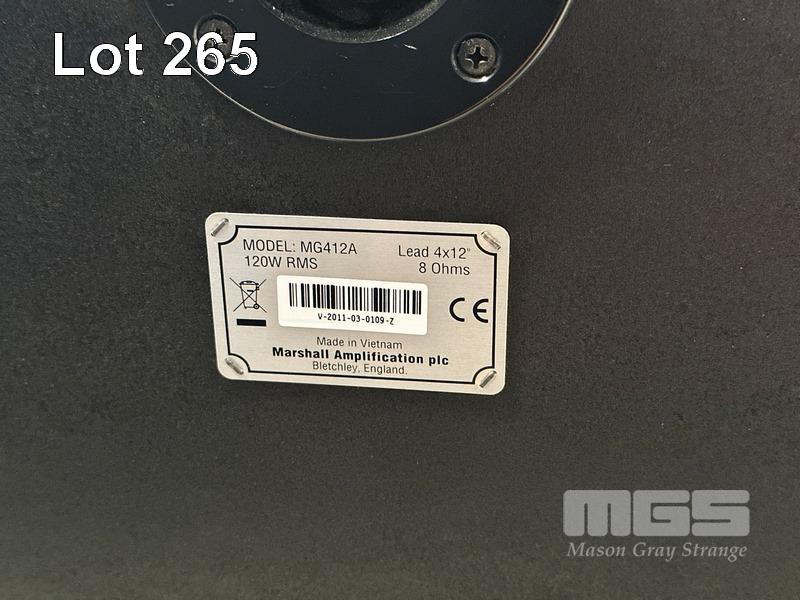 Lot 265
MODEL: MG412A
Lead 4x12"
120W RMS
8 Ohms
V-2011-03-0109-Z
CE
Made in Vietnam
Marshall Amplification plc
Bletchley, England.
MGS
Mason Gray Strange